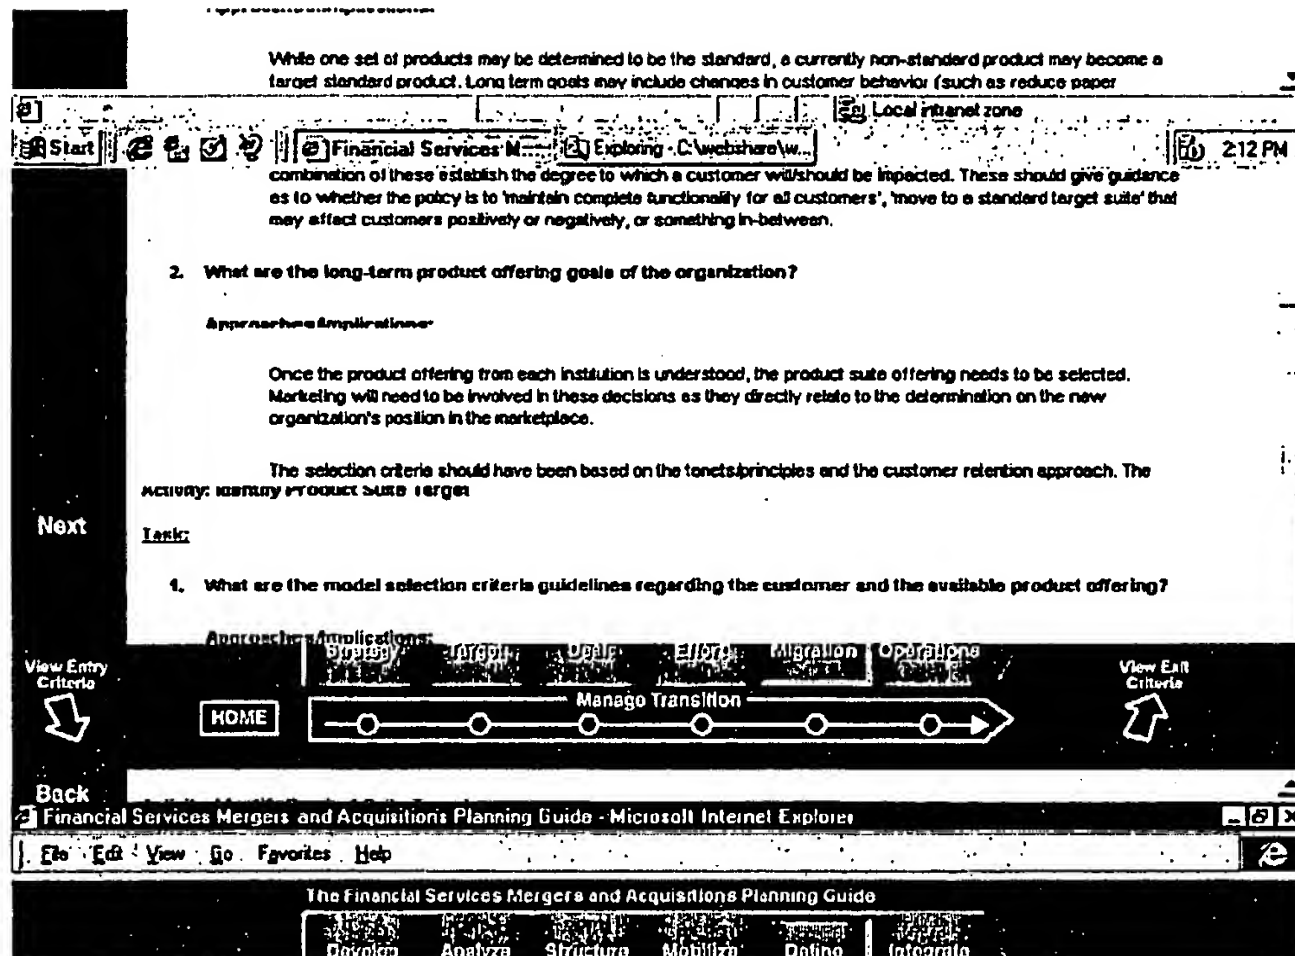 Approaches/Implications:
While one set of products may be determined to be the standard, a currently non-standard product may become a
target standard product. Long term goals may include changes in customer behavior (such as reduce paper
Local intranet zone
Start
Financial Services M...
Exploring - C:\webshare\w...
2:12 PM
combination of these establish the degree to which a customer will/should be impacted. These should give guidance
as to whether the policy is to 'maintain complete functionality for all customers', 'move to a standard target suite' that
may affect customers positively or negatively, or something in-between.
2. What are the long-term product offering goals of the organization?
Approaches/Implications:
Once the product offering from each institution is understood, the product suite offering needs to be selected.
Marketing will need to be involved in these decisions as they directly relate to the determination on the new
organization's position in the marketplace.
The selection criteria should have been based on the tenets/principles and the customer retention approach. The
Activity: Identify Product Suite Target
Next
Task:
1. What are the model selection criteria guidelines regarding the customer and the available product offering?
Approaches/Implications:
Strategy Target Deals Efforts Migration Operations
View Entry
Criteria
View Exit
Criteria
HOME
Manage Transition
Back
Financial Services Mergers and Acquisitions Planning Guide - Microsoft Internet Explorer
File Edit View Go Favorites Help
The Financial Services Mergers and Acquisitions Planning Guide
Develop Analyze Structure Mobilize Define Integrate